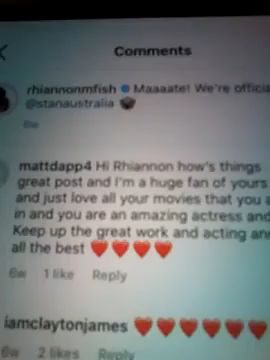 Comments
rhiannonmfish Maaaate! We're officia
@stanaustralia
6w
mattdapp4 Hi Rhiannon how's things
great post and I'm a huge fan of yours
and just love all your movies that you a
in and you are an amazing actress and
Keep up the great work and acting and
all the best ❤️❤️❤️❤️
6w 1 like Reply
iamclaytonjames ❤️❤️❤️❤️❤️❤️
6w 2 likes Reply